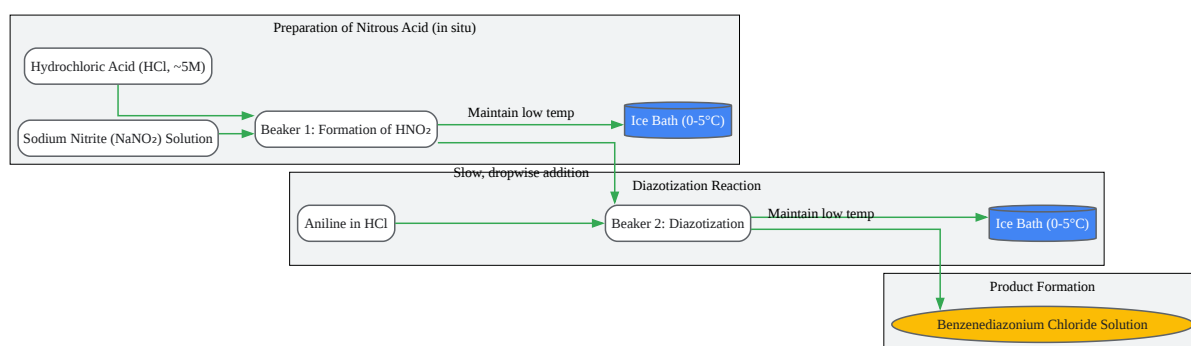 Preparation of Nitrous Acid (in situ)
Hydrochloric Acid (HCl, ~5M)
Sodium Nitrite (NaNO₂) Solution
Beaker 1: Formation of HNO₂
Maintain low temp
Ice Bath (0-5°C)
Slow, dropwise addition
Diazotization Reaction
Aniline in HCl
Beaker 2: Diazotization
Maintain low temp
Ice Bath (0-5°C)
Product Formation
Benzenediazonium Chloride Solution